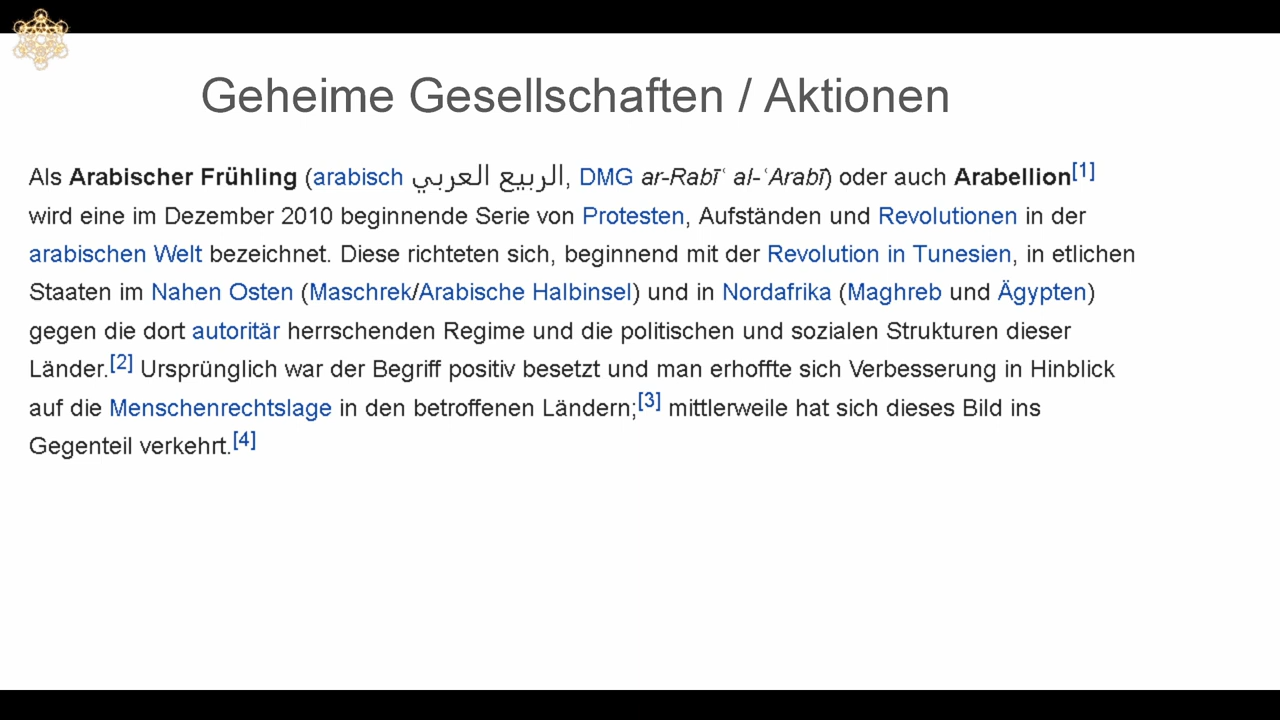 Geheime Gesellschaften / Aktionen
Als Arabischer Frühling (arabisch الربيع العربي, DMG ar-Rabīʿ al-ʿArabī) oder auch Arabellion[1]
wird eine im Dezember 2010 beginnende Serie von Protesten, Aufständen und Revolutionen in der
arabischen Welt bezeichnet. Diese richteten sich, beginnend mit der Revolution in Tunesien, in etlichen
Staaten im Nahen Osten (Maschrek/Arabische Halbinsel) und in Nordafrika (Maghreb und Ägypten)
gegen die dort autoritär herrschenden Regime und die politischen und sozialen Strukturen dieser
Länder.[2] Ursprünglich war der Begriff positiv besetzt und man erhoffte sich Verbesserung in Hinblick
auf die Menschenrechtslage in den betroffenen Ländern;[3] mittlerweile hat sich dieses Bild ins
Gegenteil verkehrt.[4]